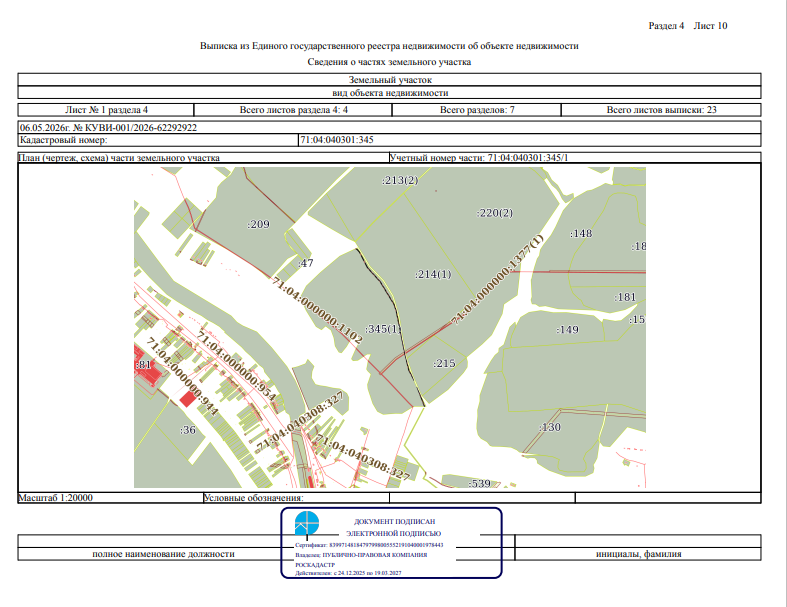 Раздел 4 Лист 10
Выписка из Единого государственного реестра недвижимости об объекте недвижимости
Сведения о частях земельного участка
Земельный участок
вид объекта недвижимости
Лист № 1 раздела 4 Всего листов раздела 4: 4 Всего разделов: 7 Всего листов выписки: 23
06.05.2026г. № КУВИ-001/2026-62292922
Кадастровый номер: 71:04:040301:345
План (чертеж, схема) части земельного участка Учетный номер части: 71:04:040301:345/1
:213(2)
:220(2)
:209
:148
:18
:47
:214(1)
71:04:000000:1377(1)
71:04:000000:1102
:181
:15
:345(1)
:149
:215
71:04:000000:954
:81
71:04:000000:944
71:04:040308:327
:36
:130
71:04:040308:327
:539
Масштаб 1:20000 Условные обозначения:
ДОКУМЕНТ ПОДПИСАН
ЭЛЕКТРОННОЙ ПОДПИСЬЮ
Сертификат:
Владелец: ПУБЛИЧНО-ПРАВОВАЯ КОМПАНИЯ
РОСКАДАСТР
Действителен: с 24.12.2025 по 19.03.2027
полное наименование должности инициалы, фамилия